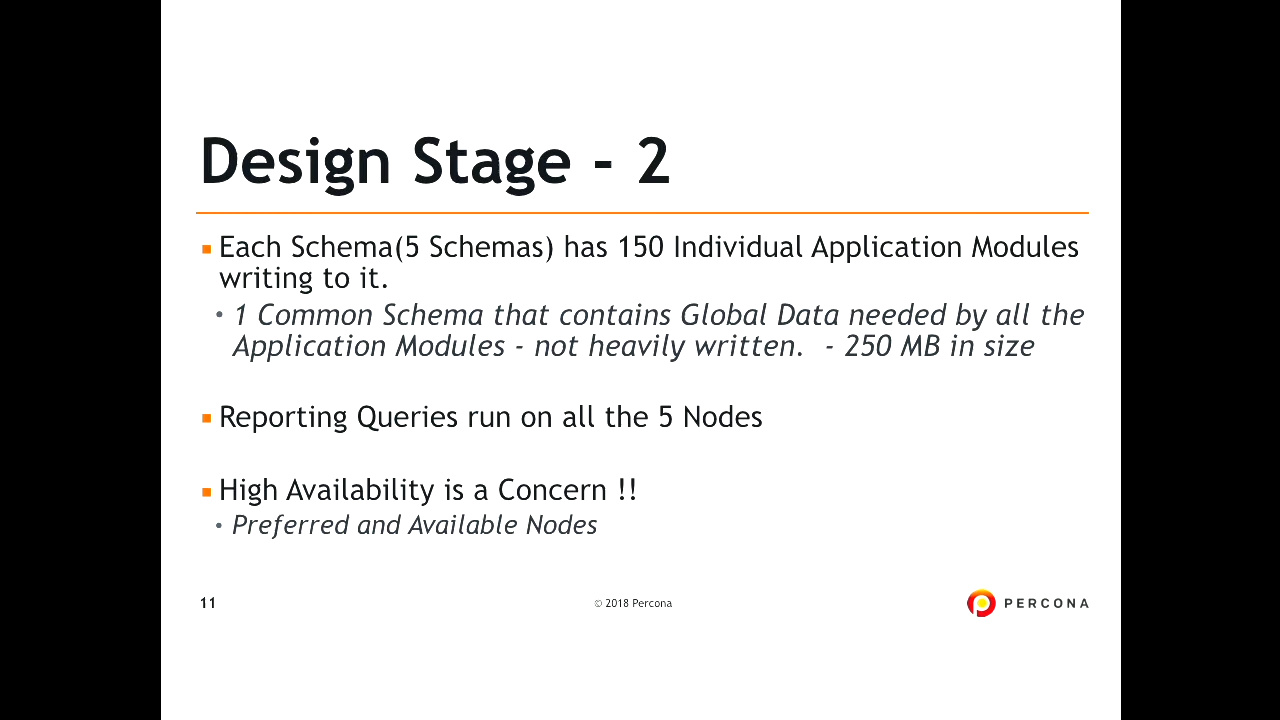 Design Stage - 2
Each Schema(5 Schemas) has 150 Individual Application Modules
writing to it.
1 Common Schema that contains Global Data needed by all the
Application Modules - not heavily written.  - 250 MB in size
Reporting Queries run on all the 5 Nodes
High Availability is a Concern !!
Preferred and Available Nodes
11
© 2018 Percona
PERCONA